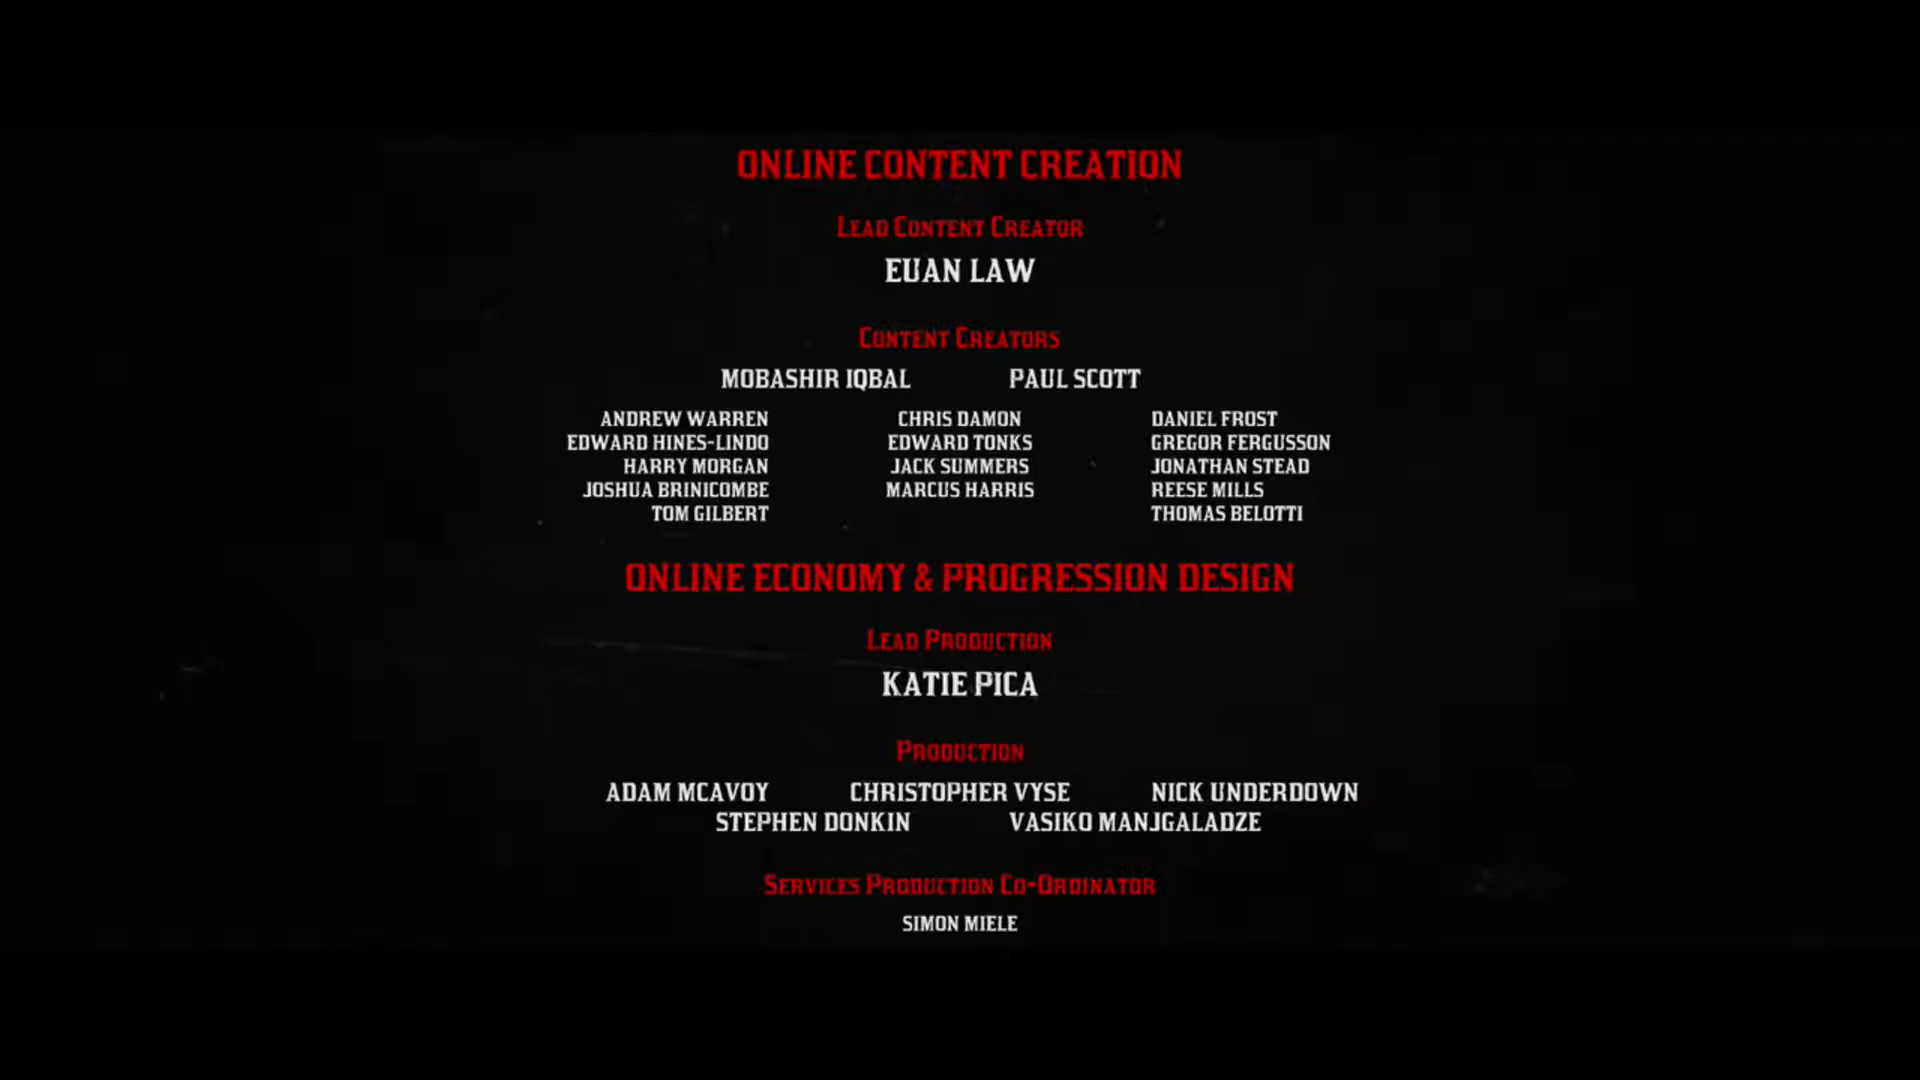 ONLINE CONTENT CREATION
LEAD CONTENT CREATOR
EUAN LAW
CONTENT CREATORS
MOBASHIR IQBAL PAUL SCOTT
ANDREW WARREN CHRIS DAMON DANIEL FROST
EDWARD HINES-LINDO EDWARD TONKS GREGOR FERGUSSON
HARRY MORGAN JACK SUMMERS JONATHAN STEAD
JOSHUA BRINICOMBE MARCUS HARRIS REESE MILLS
TOM GILBERT THOMAS BELOTTI
ONLINE ECONOMY & PROGRESSION DESIGN
LEAD PRODUCTION
KATIE PICA
PRODUCTION
ADAM MCAVOY CHRISTOPHER VYSE NICK UNDERDOWN
STEPHEN DONKIN VASIKO MANJGALADZE
SERVICES PRODUCTION CO-ORDINATOR
SIMON MIELE